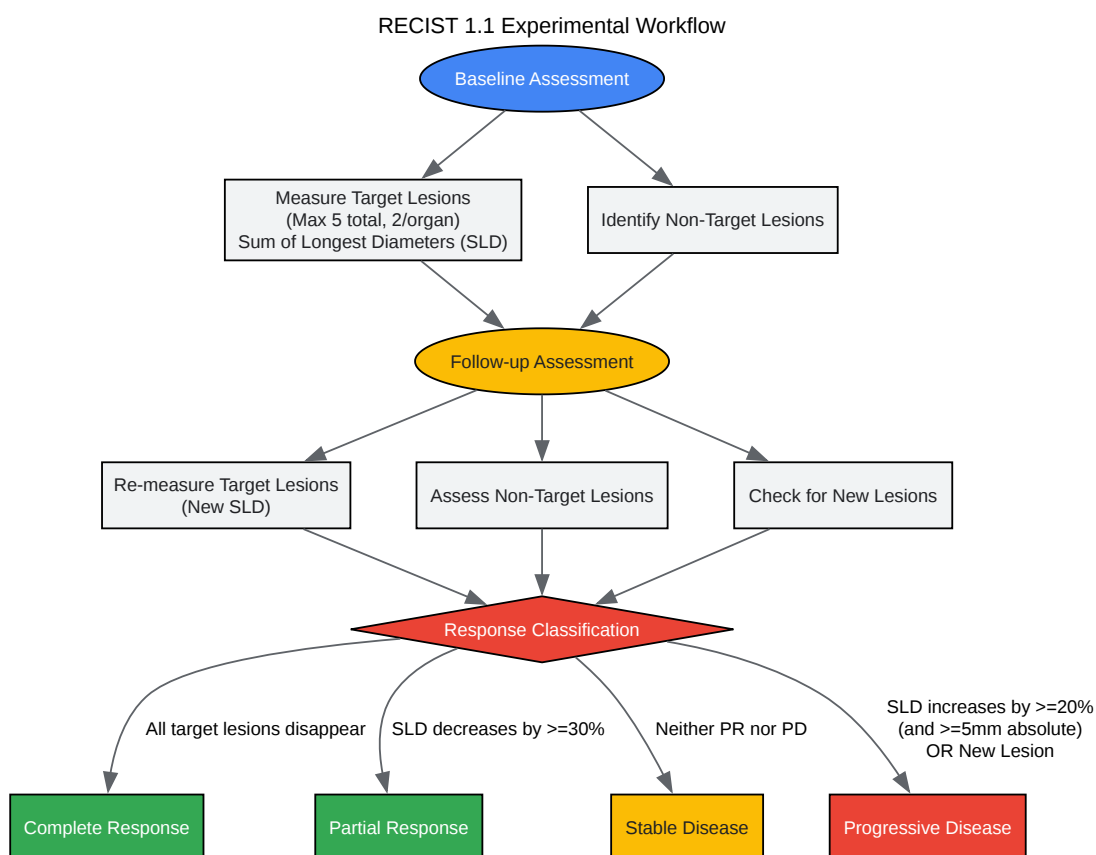 RECIST 1.1 Experimental Workflow
Baseline Assessment
Measure Target Lesions
(Max 5 total, 2/organ)
Sum of Longest Diameters (SLD)
Identify Non-Target Lesions
Follow-up Assessment
Re-measure Target Lesions
(New SLD)
Assess Non-Target Lesions
Check for New Lesions
Response Classification
All target lesions disappear
SLD decreases by >=30%
Neither PR nor PD
SLD increases by >=20%
(and >=5mm absolute)
OR New Lesion
Complete Response
Partial Response
Stable Disease
Progressive Disease